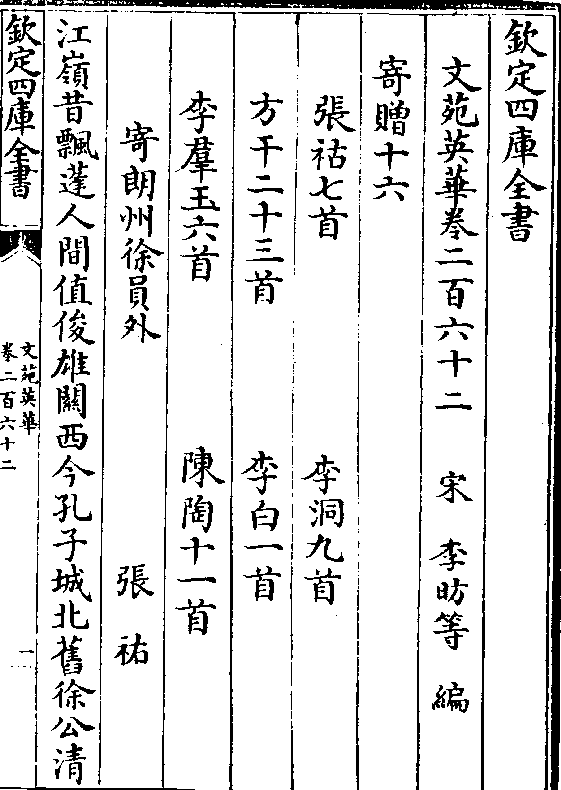 欽定四庫全書
文苑英華卷二百六十二 宋 李昉等 編
寄贈十六
張祜七首 李洞九首
方干二十三首 李白一首
李羣玉六首 陳陶十一首
寄朗州徐員外 張祐
江嶺昔飄蓬人間值俊雄關西今孔子城北舊徐公清
欽定四庫全書
文苑英華
卷二百六十二
一